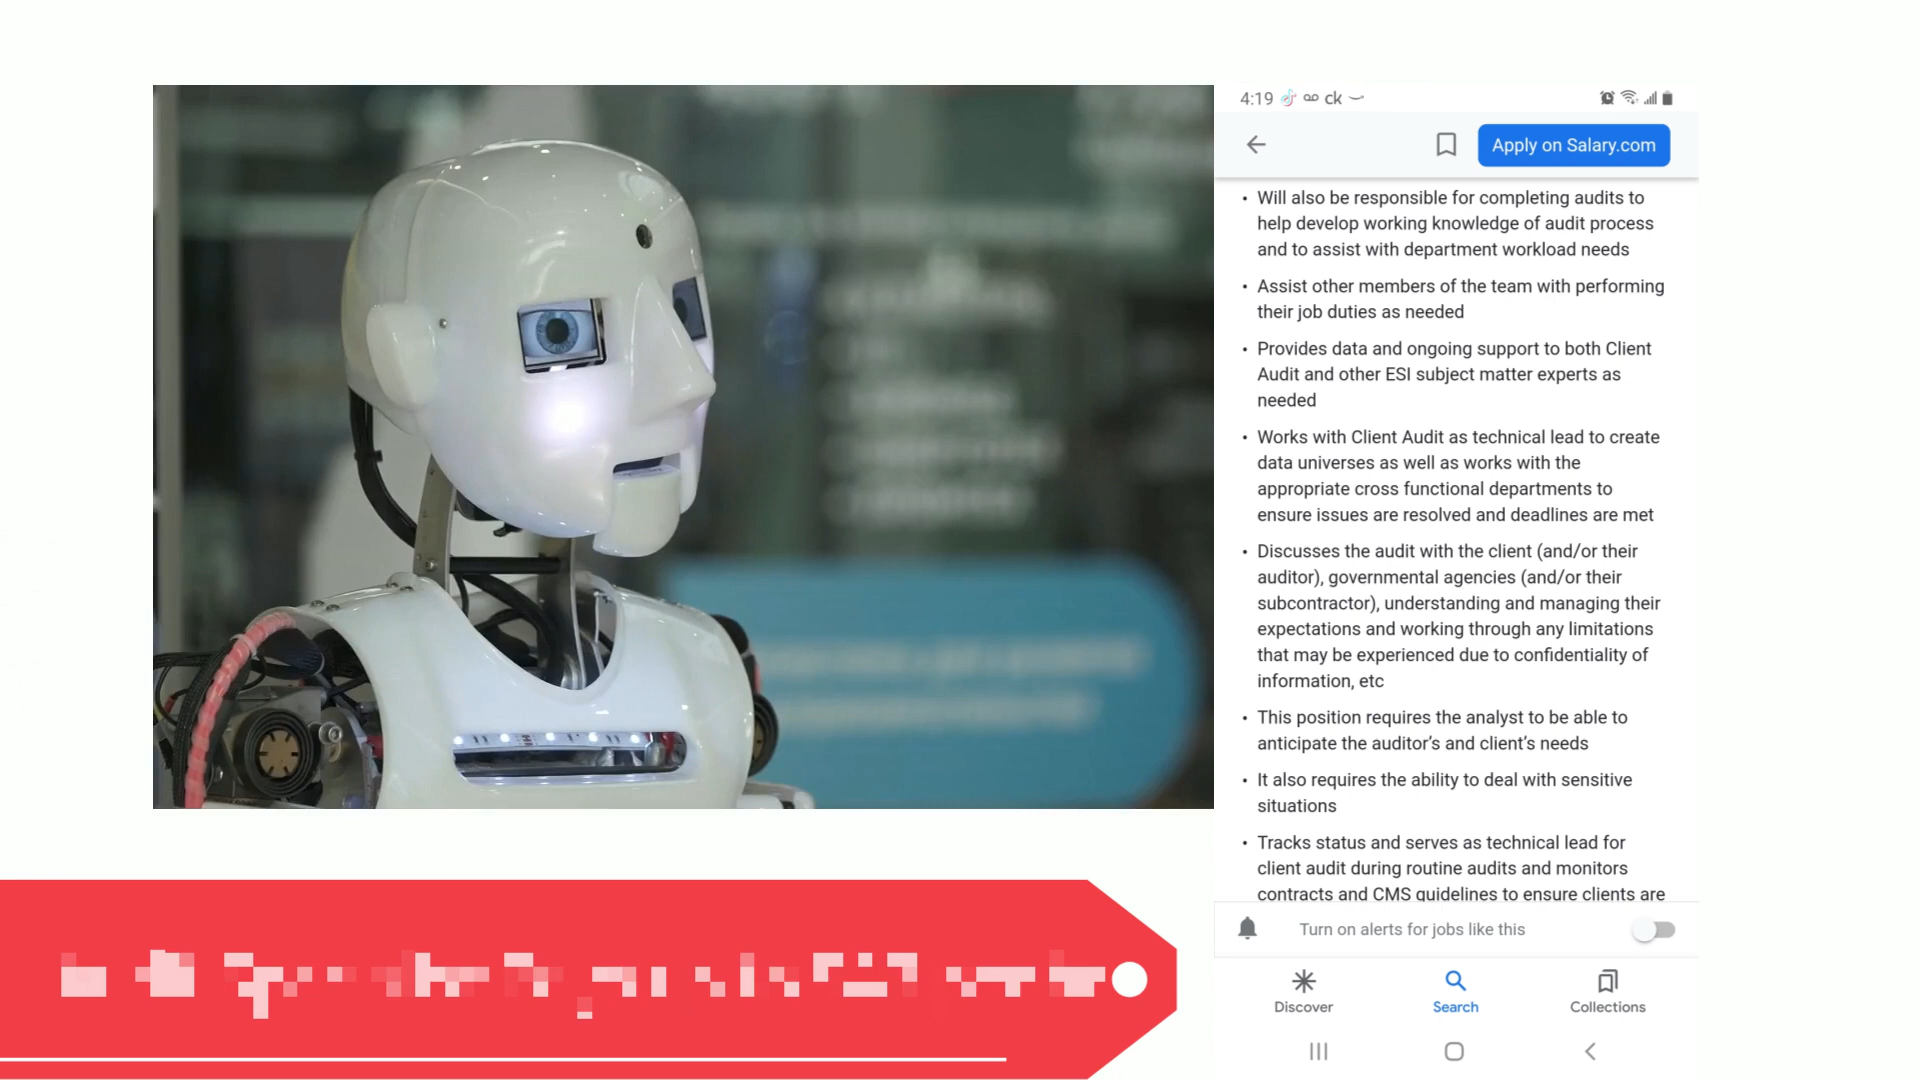 4:19 ck
Apply on Salary.com
• Will also be responsible for completing audits to
help develop working knowledge of audit process
and to assist with department workload needs
• Assist other members of the team with performing
their job duties as needed
• Provides data and ongoing support to both Client
Audit and other ESI subject matter experts as
needed
• Works with Client Audit as technical lead to create
data universes as well as works with the
appropriate cross functional departments to
ensure issues are resolved and deadlines are met
• Discusses the audit with the client (and/or their
auditor), governmental agencies (and/or their
subcontractor), understanding and managing their
expectations and working through any limitations
that may be experienced due to confidentiality of
information, etc
• This position requires the analyst to be able to
anticipate the auditor’s and client’s needs
• It also requires the ability to deal with sensitive
situations
• Tracks status and serves as technical lead for
client audit during routine audits and monitors
contracts and CMS guidelines to ensure clients are
Turn on alerts for jobs like this
Discover
Search
Collections